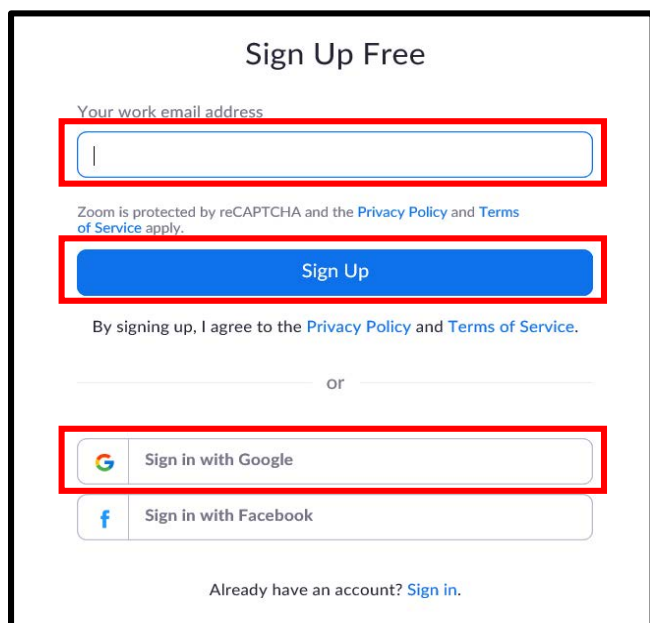 Sign Up Free
Your work email address
Zoom is protected by reCAPTCHA and the Privacy Policy and Terms
of Service apply.
Sign Up
By signing up, I agree to the Privacy Policy and Terms of Service.
or
Sign in with Google
Sign in with Facebook
Already have an account? Sign in.